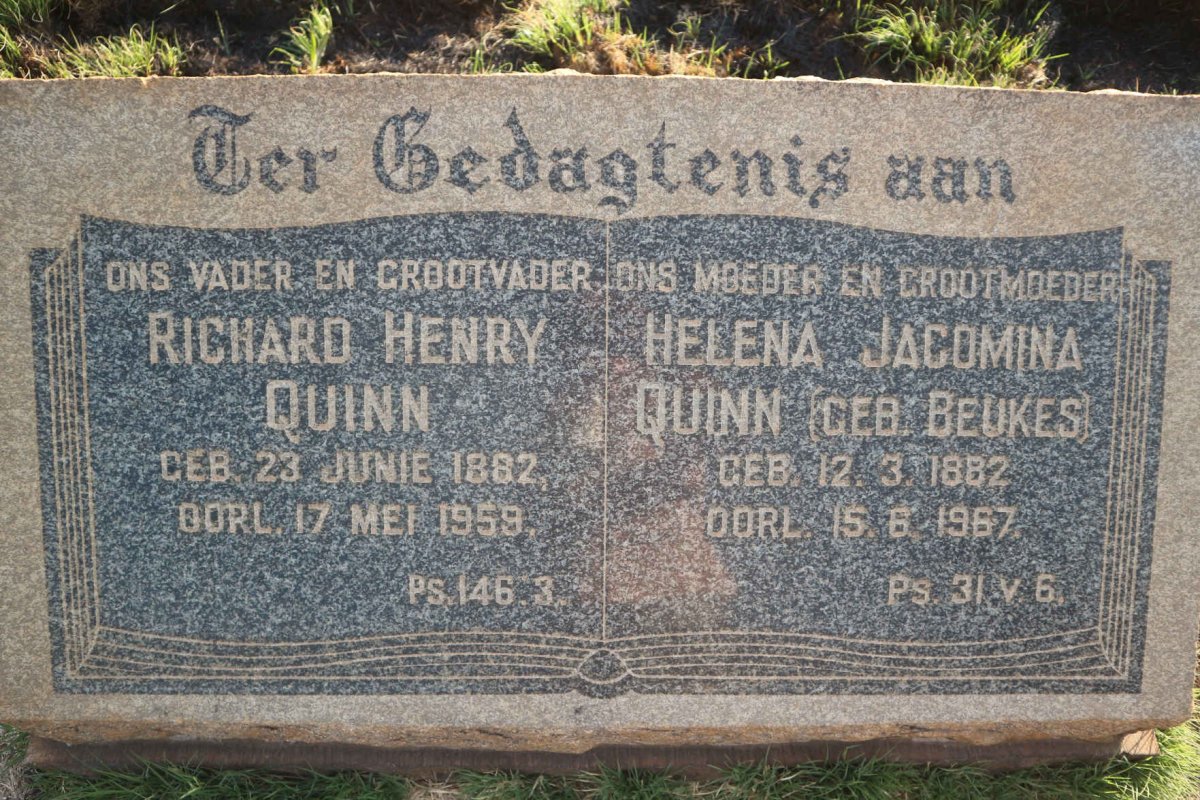 Ter Gedagtenis aan
ONS VADER EN GROOTVADER
RICHARD HENRY
QUINN
GEB. 23 JUNIE 1882,
OORL. 17 MEI 1959.
PS. 146:3.
ONS MOEDER EN GROOTMOEDER
HELENA JACOMINA
QUINN (GEB. BEUKES)
GEB. 12. 3. 1882
OORL. 15. 6. 1967.
PS. 31 V 6.